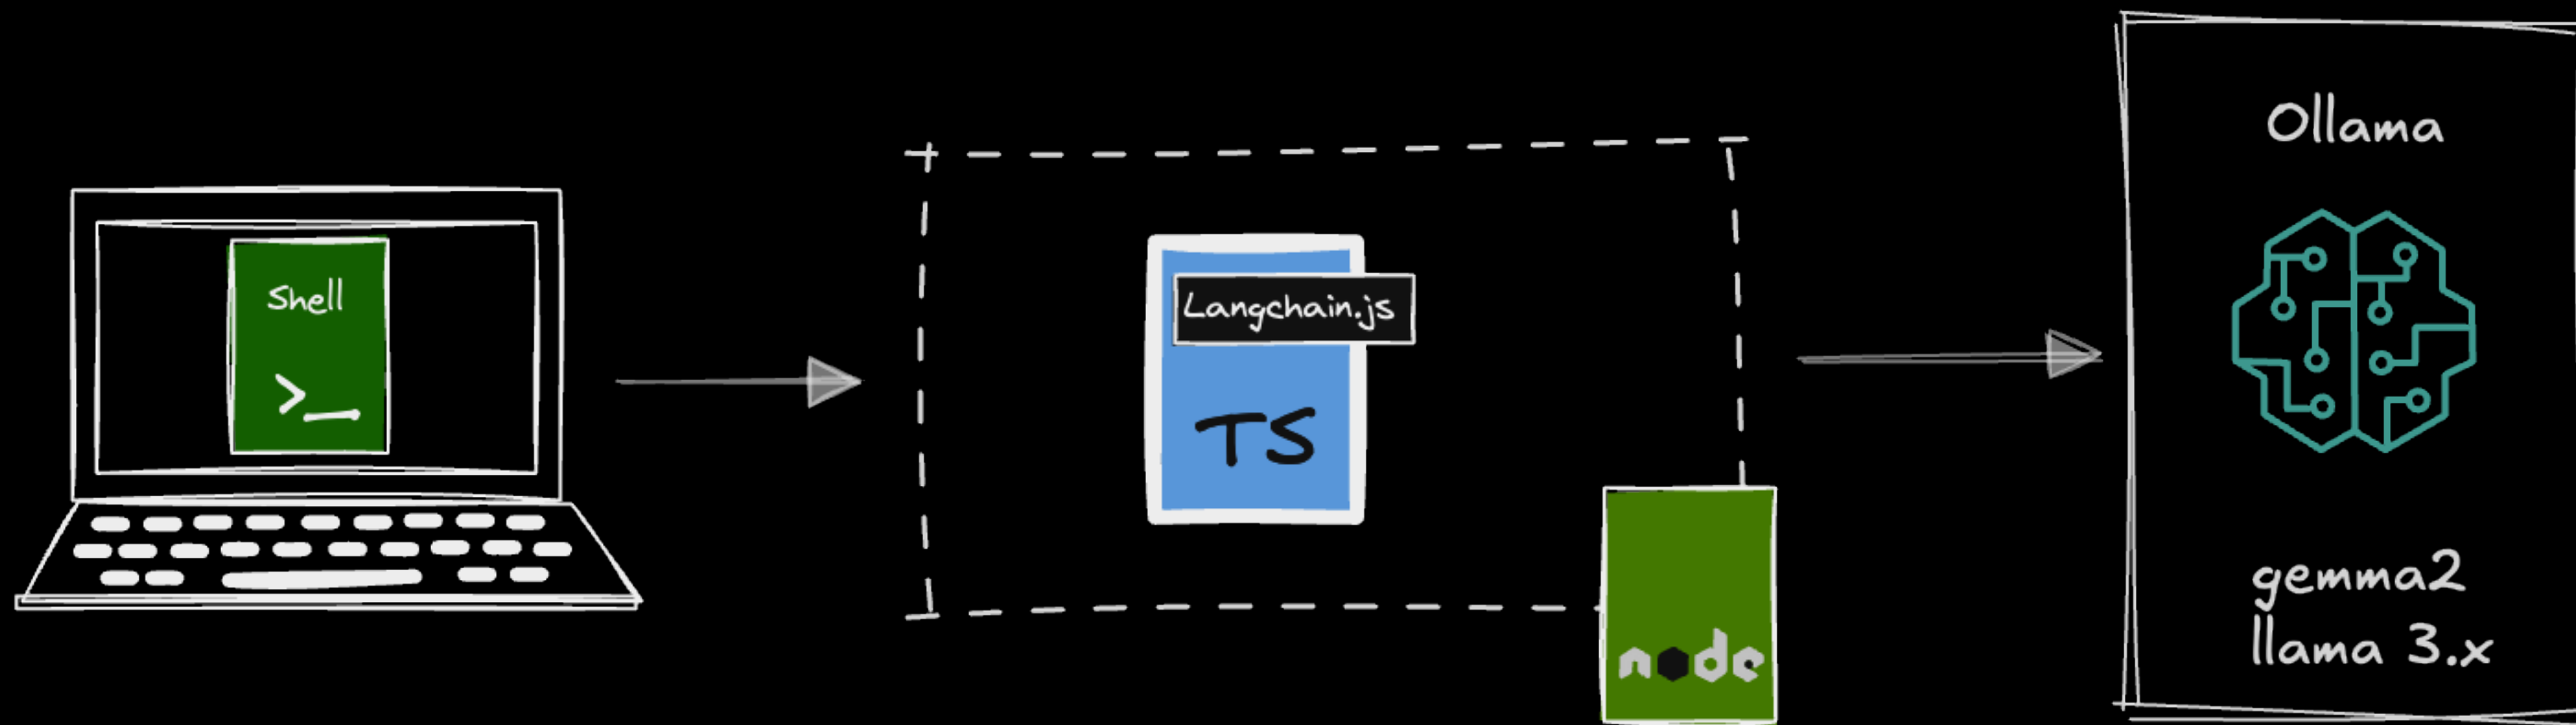 Shell
>_
Langchain.js
TS
node
Ollama
gemma2
llama 3.x